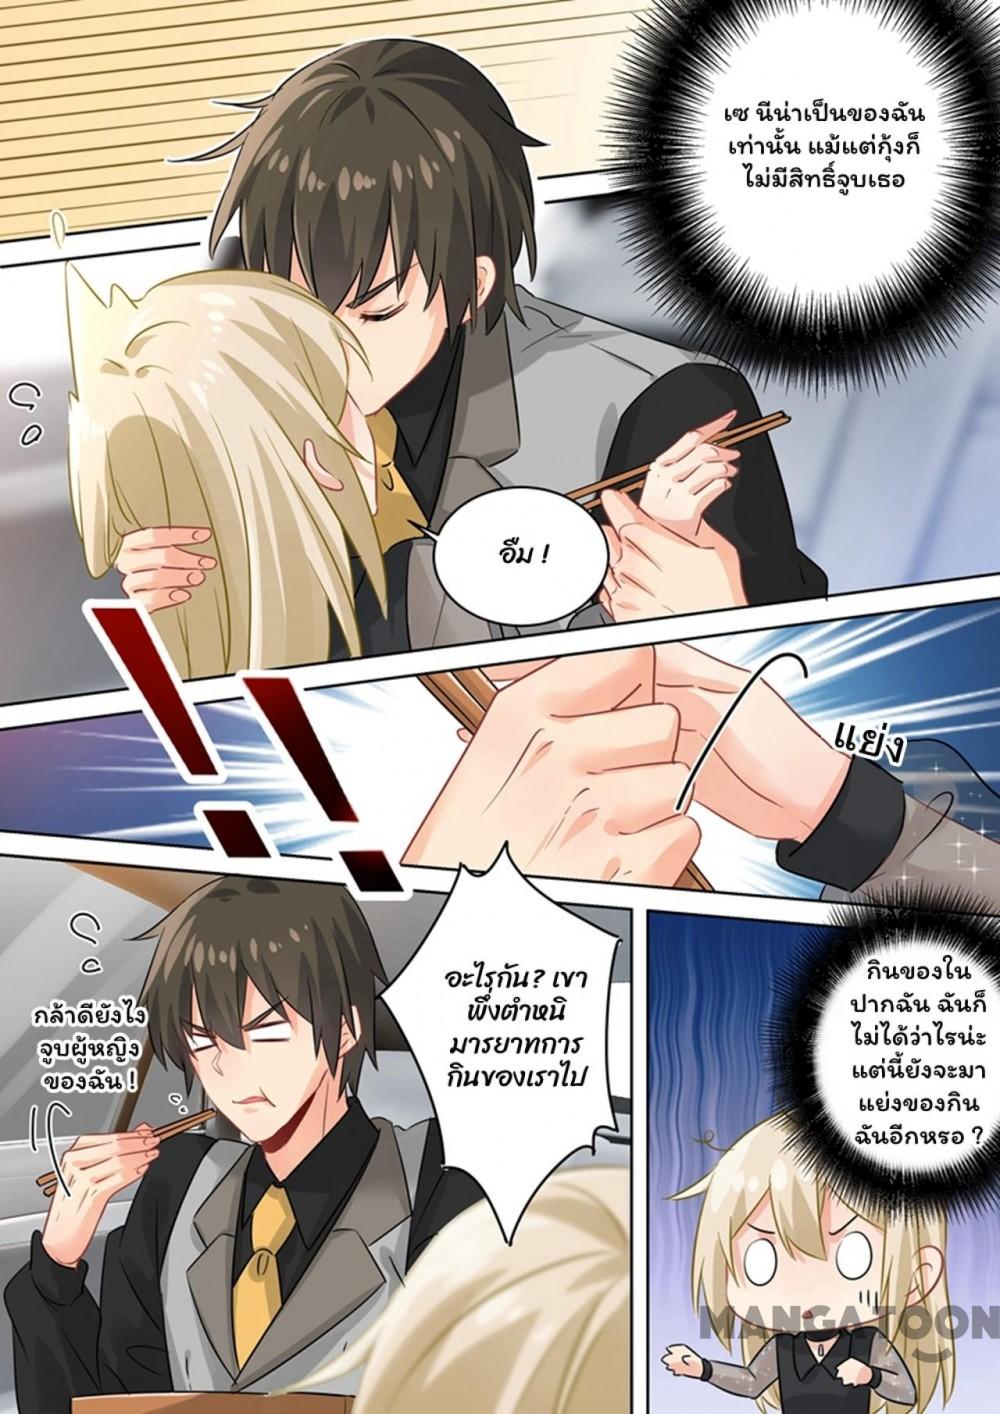 เซ นีน่าเป็นของฉัน
เท่านั้น แม้แต่กุ้งก็
ไม่มีสิทธิ์จูบเธอ
อืม !
แย่ง
กล้าดียังไง
จูบผู้หญิง
ของฉัน !
อะไรกัน? เขา
พึ่งตำหนิ
มารยาทการ
กินของเราไป
กินของใน
ปากฉัน ฉันก็
ไม่ได้ว่าไรน่ะ
แต่นี้ยังจะมา
แย่งของกิน
ฉันอีกหรอ ?
MANGATOON